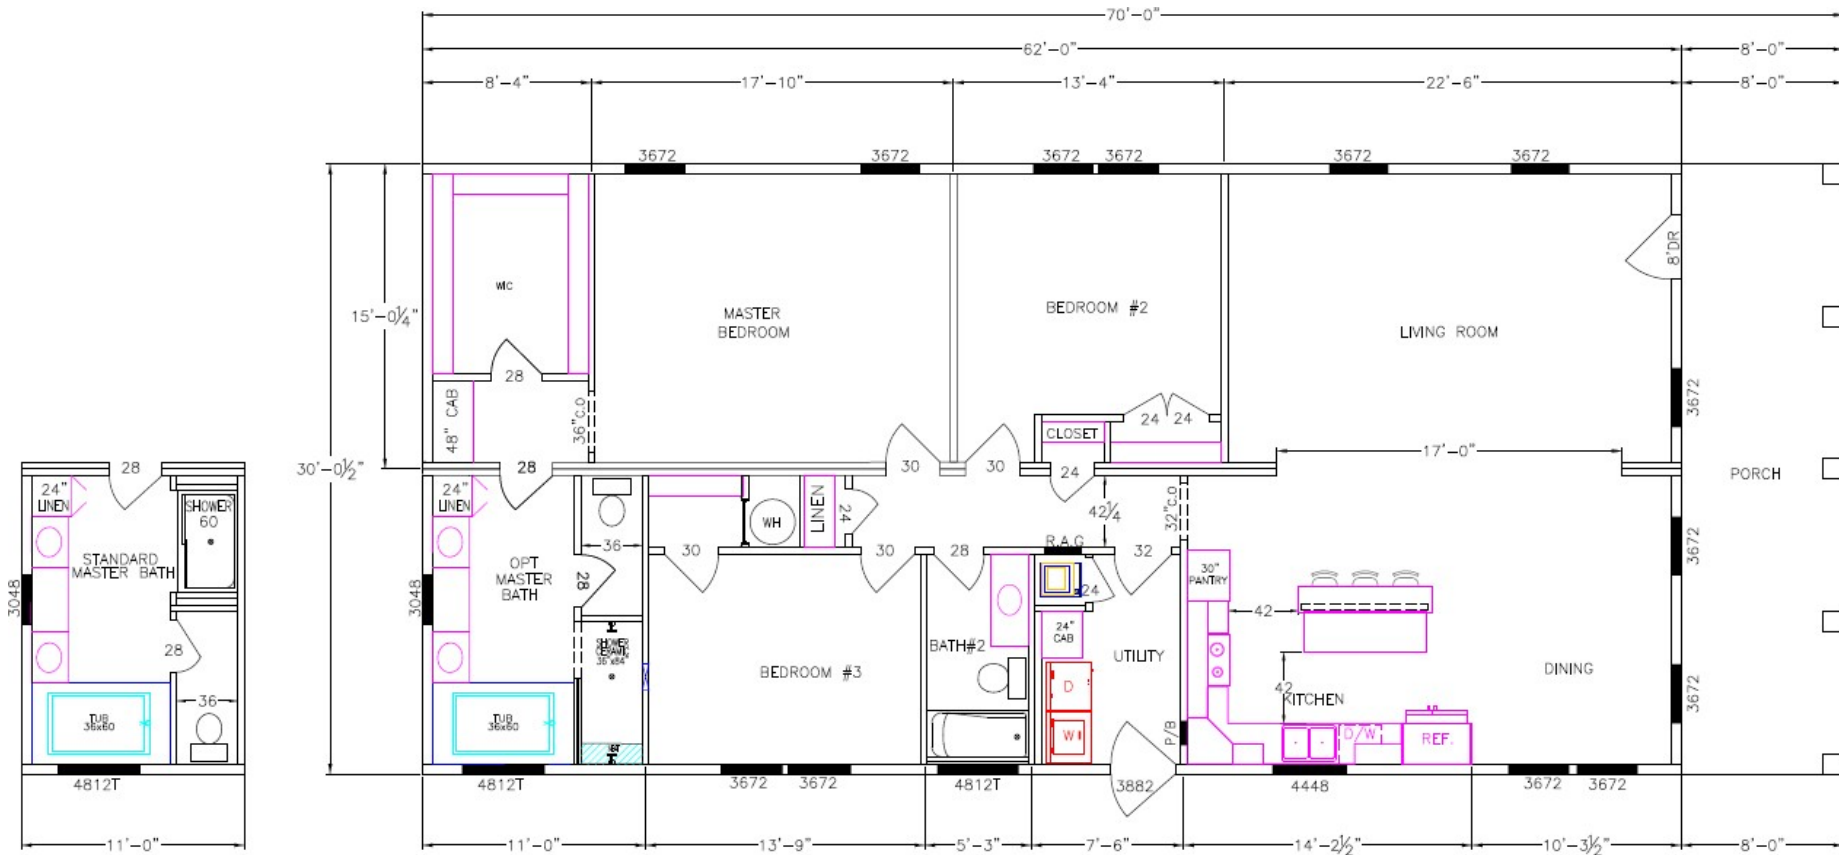 70'-0"
62'-0"
8'-0"
8'-4"
17'-10"
13'-4"
22'-6"
8'-0"
3672
3672
3672
3672
3672
3672
15'-0¼"
30'-0½"
WIC
28
48" CAB
36"C.O
28
MASTER
BEDROOM
30
BEDROOM #2
30
24
24
CLOSET
24
LIVING ROOM
8'DR
3672
17'-0"
PORCH
28
24"
LINEN
SHOWER
60
STANDARD
MASTER BATH
3048
28
36
TUB
36x60
4812T
11'-0"
24"
LINEN
36
OPT
MASTER
BATH
28
3048
SHOWER
CERAMIC
36"x84"
TUB
36x60
4812T
WH
LINEN
24
30
30
28
42¼
32"C.O
R.A.G
32
24
BEDROOM #3
BATH#2
24"
CAB
UTILITY
D
W
P/B
3672
3672
4812T
3882
30"
PANTRY
42
42
KITCHEN
DINING
D/W
REF.
3672
3672
4448
3672
3672
11'-0"
13'-9"
5'-3"
7'-6"
14'-2½"
10'-3½"
8'-0"